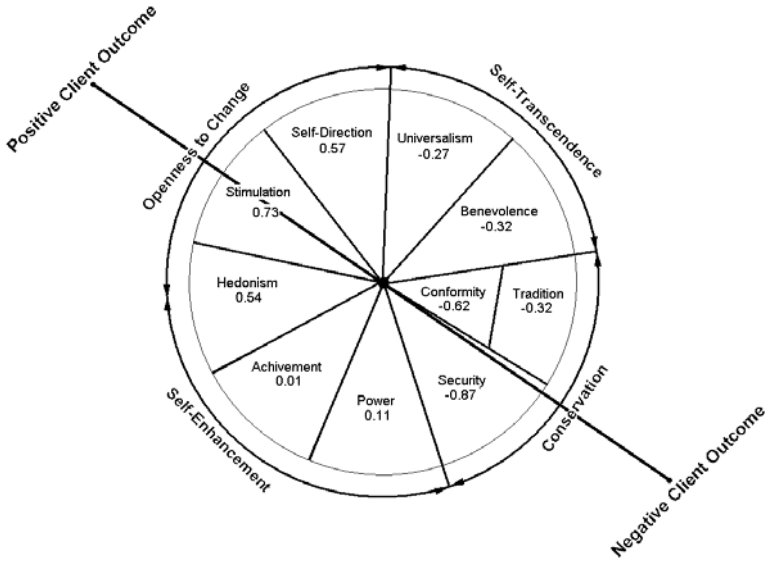 Positive Client Outcome
Openness to Change
Self-Transcendence
Self-Direction
0.57
Universalism
-0.27
Stimulation
0.73
Benevolence
-0.32
Hedonism
0.54
Conformity
-0.62
Tradition
-0.32
Achivement
0.01
Power
0.11
Security
-0.87
Self-Enhancement
Conservation
Negative Client Outcome